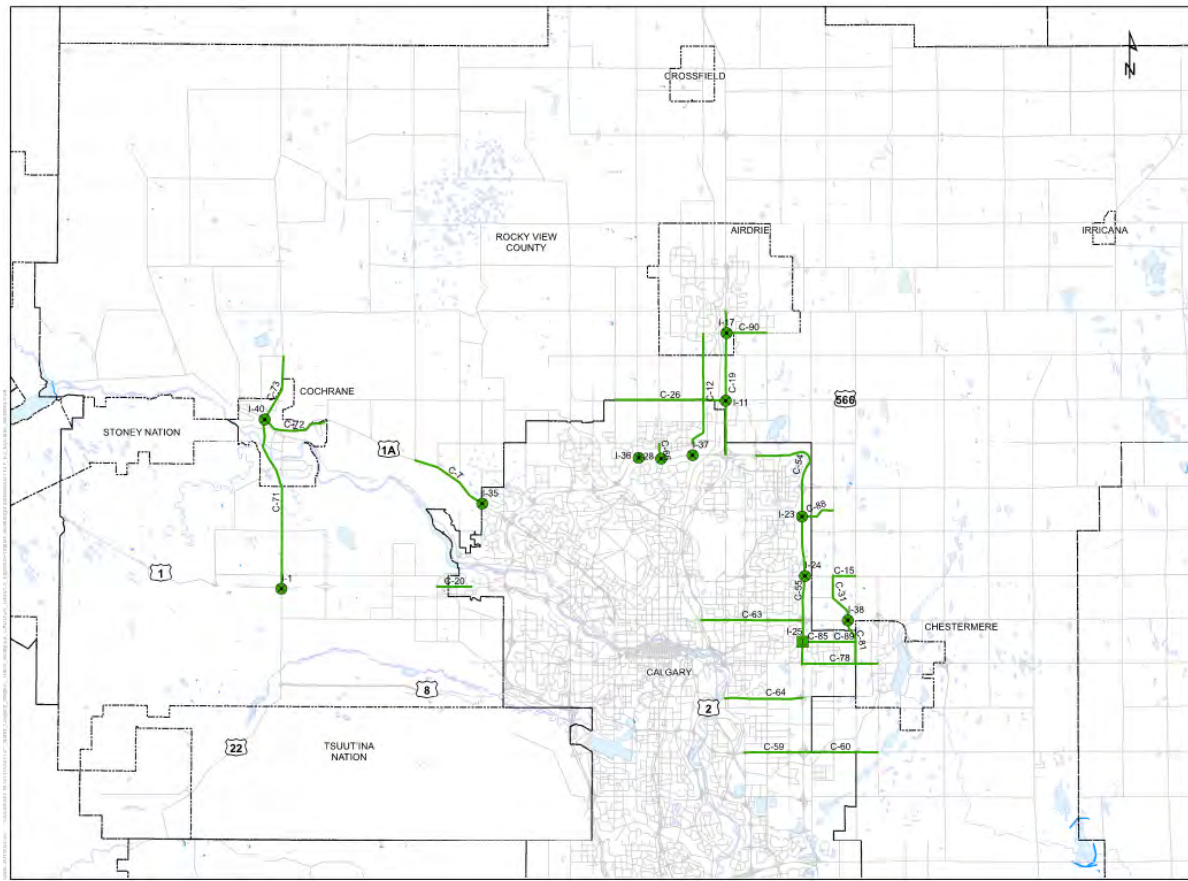 N
CROSSFIELD
ROCKY VIEW
COUNTY
AIRDRIE
IRRICANA
I-17
C-90
C-12
C-19
C-73
COCHRANE
C-26
I-11
566
I-40
C-72
STONEY NATION
1A
C-7
I-36
I-37
C-54
C-71
I-35
I-23
C-88
1
I-1
C-20
I-24
C-55
C-15
C-31
C-63
I-38
CHESTERMERE
I-25
C-85
C-89
C-81
C-78
CALGARY
8
C-64
2
22
TSUUT'INA
NATION
C-59
C-60